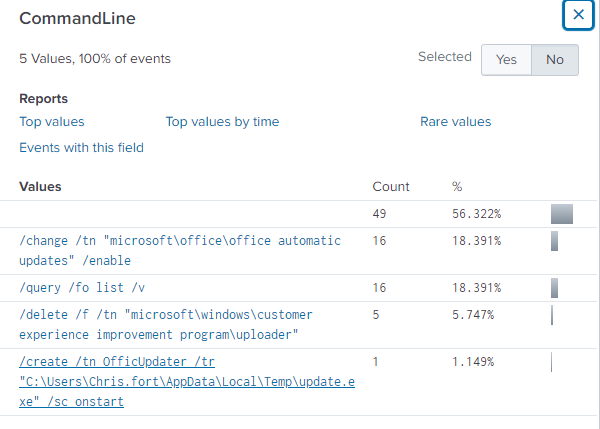 CommandLine
5 Values, 100% of events
Selected Yes No
Reports
Top values Top values by time Rare values
Events with this field
Values Count %
49 56.322%
/change /tn "microsoft\office\office automatic 16 18.391%
updates" /enable
/query /fo list /v 16 18.391%
/delete /f /tn "microsoft\windows\customer 5 5.747%
experience improvement program\uploader"
/create /tn OfficUpdater /tr 1 1.149%
"C:\Users\Chris.fort\AppData\Local\Temp\update.e
xe" /sc onstart